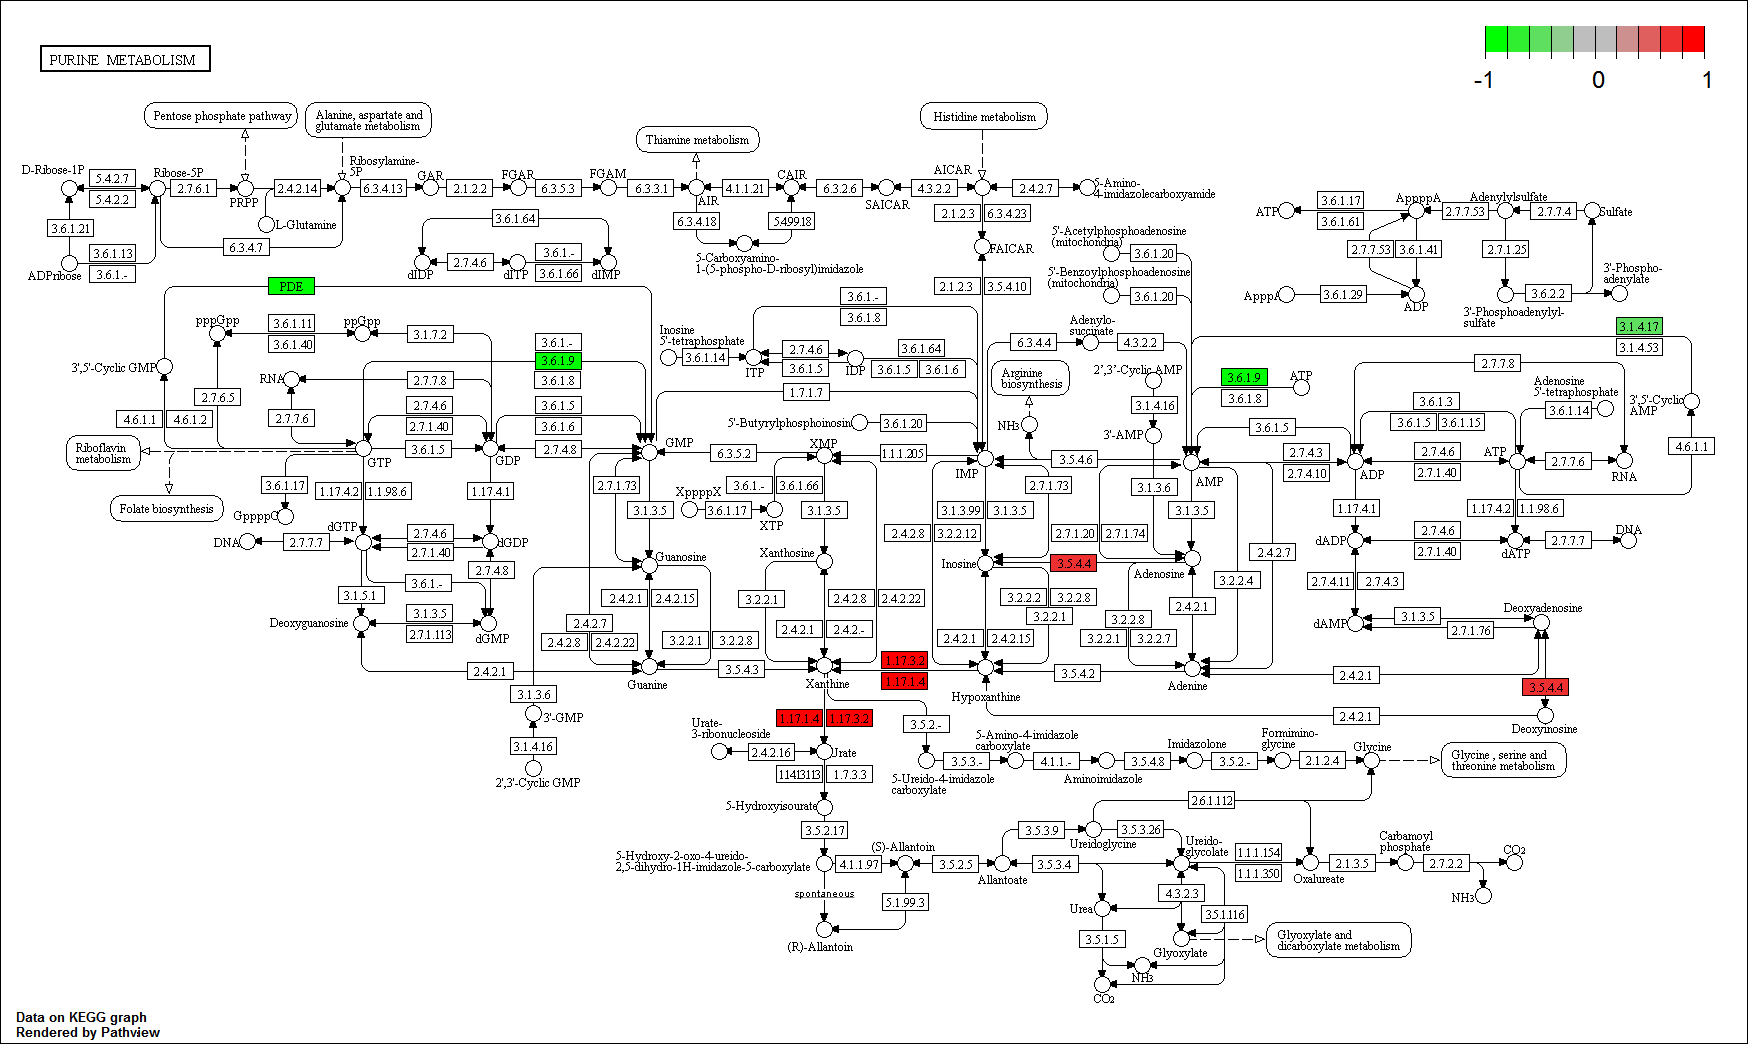 PURINE METABOLISM
-1
0
1
Pentose phosphate pathway
Alanine, aspartate and
glutamate metabolism
Thiamine metabolism
Histidine metabolism
D-Ribose-1P
5.4.2.7
5.4.2.2
Ribose-5P
2.7.6.1
PRPP
2.4.2.14
Ribosylamine-
5P
6.3.4.13
GAR
2.1.2.2
FGAR
6.3.5.3
FGAM
6.3.3.1
AIR
4.1.1.21
CAIR
6.3.2.6
SAICAR
4.3.2.2
AICAR
2.4.2.7
5-Amino-
4-imidazolecarboxyamide
3.6.1.21
3.6.1.13
3.6.1.-
ADPribose
L-Glutamine
6.3.4.7
3.6.1.64
dIDP
2.7.4.6
dITP
3.6.1.-
3.6.1.66
dIMP
6.3.4.18
5.4.99.18
5-Carboxyamino-
1-(5-phospho-D-ribosyl)imidazole
2.1.2.3
6.3.4.23
FAICAR
2.1.2.3
3.5.4.10
5'-Acetylphosphoadenosine
(mitochondria)
3.6.1.20
5'-Benzoylphosphoadenosine
(mitochondria)
3.6.1.20
ATP
3.6.1.17
3.6.1.61
AppppA
2.7.7.53
Adenylylsulfate
2.7.7.4
Sulfate
2.7.7.53
3.6.1.41
2.7.1.25
ApppA
3.6.1.29
ADP
3.6.2.2
3'-Phospho-
adenylate
3'-Phosphoadenylyl-
sulfate
3.1.4.17
3.1.4.53
PDE
pppGpp
3.6.1.11
3.6.1.40
ppGpp
3.1.7.2
3',5'-Cyclic GMP
RNA
2.7.7.8
2.7.6.5
2.7.7.6
4.6.1.1
4.6.1.2
2.7.4.6
2.7.1.40
3.6.1.5
GTP
GDP
3.6.1.-
3.6.1.9
3.6.1.8
3.6.1.5
3.6.1.6
2.7.4.8
GMP
Inosine
5'-tetraphosphate
3.6.1.14
ITP
3.6.1.-
3.6.1.8
2.7.4.6
3.6.1.5
IDP
3.6.1.64
3.6.1.5
3.6.1.6
1.7.1.7
5'-Butyrylphosphoinosine
3.6.1.20
6.3.4.4
Adenylo-
succinate
4.3.2.2
Arginine
biosynthesis
NH3
2',3'-Cyclic AMP
3.1.4.16
3'-AMP
3.6.1.9
3.6.1.8
ATP
2.7.7.8
Adenosine
5'-tetraphosphate
3.6.1.14
3',5'-Cyclic
AMP
4.6.1.1
3.6.1.3
3.6.1.5
3.6.1.15
3.6.1.5
Riboflavin
metabolism
Folate biosynthesis
3.6.1.17
GppppG
1.17.4.2
1.1.98.6
1.17.4.1
6.3.5.2
XMP
1.1.1.205
IMP
3.5.4.6
AMP
2.7.4.3
2.7.4.10
ADP
2.7.4.6
2.7.1.40
ATP
2.7.7.6
RNA
2.7.1.73
3.1.3.5
XppppX
3.6.1.17
3.6.1.-
3.6.1.66
XTP
3.1.3.5
2.7.1.73
3.1.3.6
3.1.3.99
3.1.3.5
3.1.3.5
1.17.4.1
1.17.4.2
1.1.98.6
DNA
2.7.7.7
dGTP
2.7.4.6
2.7.1.40
dGDP
2.4.2.8
3.2.2.12
2.7.1.20
2.7.1.74
2.4.2.7
dADP
2.7.4.6
2.7.1.40
dATP
2.7.7.7
DNA
3.6.1.-
2.7.4.8
Guanosine
Xanthosine
Inosine
3.5.4.4
Adenosine
3.2.2.4
2.7.4.11
2.7.4.3
3.1.5.1
3.1.3.5
2.7.1.113
Deoxyguanosine
dGMP
2.4.2.1
2.4.2.15
3.2.2.1
2.4.2.8
2.4.2.22
3.2.2.2
3.2.2.8
3.2.2.1
2.4.2.1
3.2.2.8
dAMP
3.1.3.5
2.7.1.76
Deoxyadenosine
2.4.2.7
2.4.2.8
2.4.2.22
3.2.2.1
3.2.2.8
2.4.2.1
2.4.2.-
2.4.2.1
2.4.2.15
3.2.2.1
3.2.2.7
2.4.2.1
Guanine
3.5.4.3
Xanthine
1.17.3.2
1.17.1.4
Hypoxanthine
3.5.4.2
Adenine
2.4.2.1
3.5.4.4
3.1.3.6
3'-GMP
3.1.4.16
2',3'-Cyclic GMP
1.17.1.4
1.17.3.2
3.5.2.-
2.4.2.1
Deoxyinosine
Urate-
3-ribonucleoside
2.4.2.16
Urate
1.14.13.113
1.7.3.3
5-Ureido-4-imidazole
carboxylate
3.5.3.-
5-Amino-4-imidazole
carboxylate
4.1.1.-
Aminoimidazole
3.5.4.8
Imidazolone
3.5.2.-
Formimino-
glycine
2.1.2.4
Glycine
Glycine , serine and
threonine metabolism
5-Hydroxyisourate
3.5.2.17
2.6.1.112
3.5.3.9
Ureidoglycine
3.5.3.26
Ureido-
glycolate
5-Hydroxy-2-oxo-4-ureido-
2,5-dihydro-1H-imidazole-5-carboxylate
4.1.1.97
(S)-Allantoin
3.5.2.5
Allantoate
3.5.3.4
1.1.1.154
1.1.1.350
Oxalureate
2.1.3.5
Carbamoyl
phosphate
2.7.2.2
CO2
NH3
spontaneous
5.1.99.3
(R)-Allantoin
Urea
4.3.2.3
3.5.1.116
3.5.1.5
Glyoxylate
Glyoxylate and
dicarboxylate metabolism
NH3
CO2
Data on KEGG graph
Rendered by Pathview